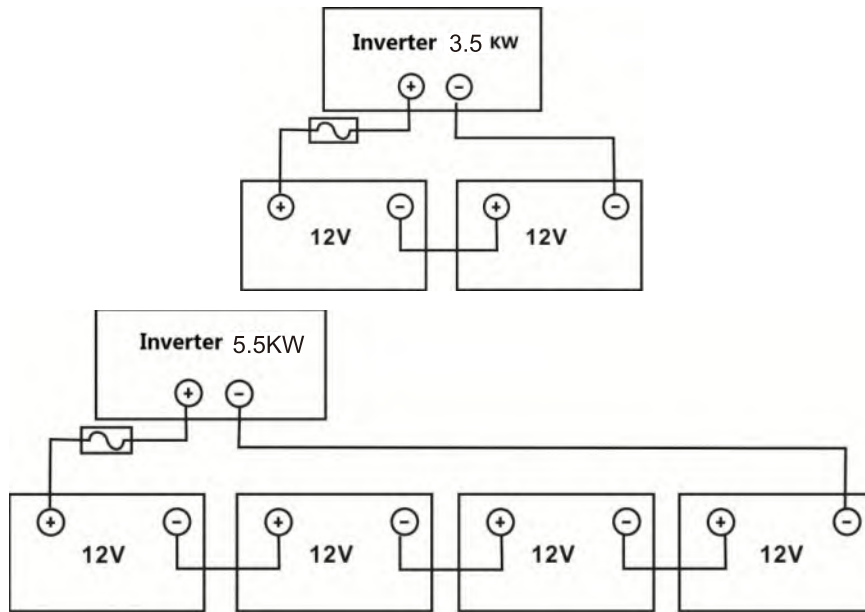 Inverter 3.5 KW
+ −
+ − + −
12V 12V
Inverter 5.5KW
+ −
+ − + − + − + −
12V 12V 12V 12V